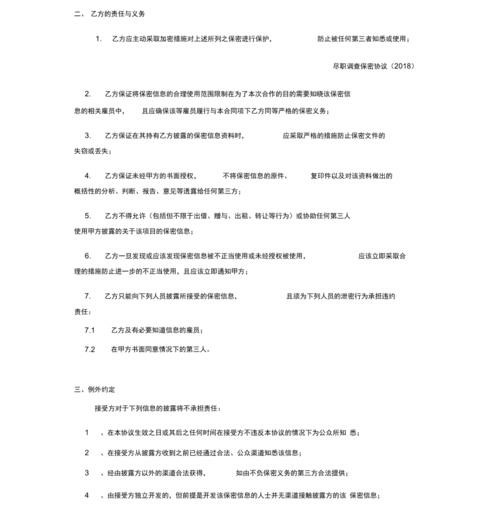 二、 乙方的责任与义务
1. 乙方应主动采取加密措施对上述所列之保密进行保护， 防止被任何第三者知悉或使用；
尽职调查保密协议（2018）
2. 乙方保证将保密信息的合理使用范围限制在为了本次合作的目的需要知晓该保密信
息的相关雇员中， 且应确保该等雇员履行与本合同项下乙方同等严格的保密义务；
3. 乙方保证在其持有乙方披露的保密信息资料时， 应采取严格的措施防止保密文件的
失窃或丢失；
4. 乙方保证未经甲方的书面授权， 不将保密信息的原件、 复印件以及对该资料做出的
概括性的分析、判断、报告、意见等透露给任何第三方；
5. 乙方不得允许（包括但不限于出借、赠与、出租、转让等行为）或协助任何第三人
使用甲方披露的关于该项目的保密信息；
6. 乙方一旦发现或应该发现保密信息被不正当使用或未经授权被使用， 应该立即采取合
理的措施防止进一步的不正当使用，且应该立即通知甲方；
7. 乙方只能向下列人员披露所接受的保密信息， 且须为下列人员的泄密行为承担违约
责任：
7.1 乙方及有必要知道信息的雇员；
7.2 在甲方书面同意情况下的第三人。
三、例外约定
接受方对于下列信息的披露将不承担责任：
1 、在本协议生效之日或其后之任何时间在接受方不违反本协议的情况下为公众所知 悉；
2 、在接受方从披露方收到之前已经通过合法、公众渠道知悉该信息；
3 、经由披露方以外的渠道合法获得， 如由不负保密义务的第三方合法提供；
4 、由接受方独立开发的，但前提是开发该保密信息的人士并无渠道接触披露方的该 保密信息；